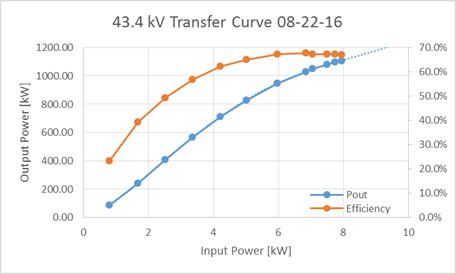 43.4 kV Transfer Curve 08-22-16
Output Power [kW]
1200.00
1000.00
800.00
600.00
400.00
200.00
0.00
70.0%
60.0%
50.0%
40.0%
30.0%
20.0%
10.0%
0.0%
Pout
Efficiency
0 2 4 6 8 10
Input Power [kW]